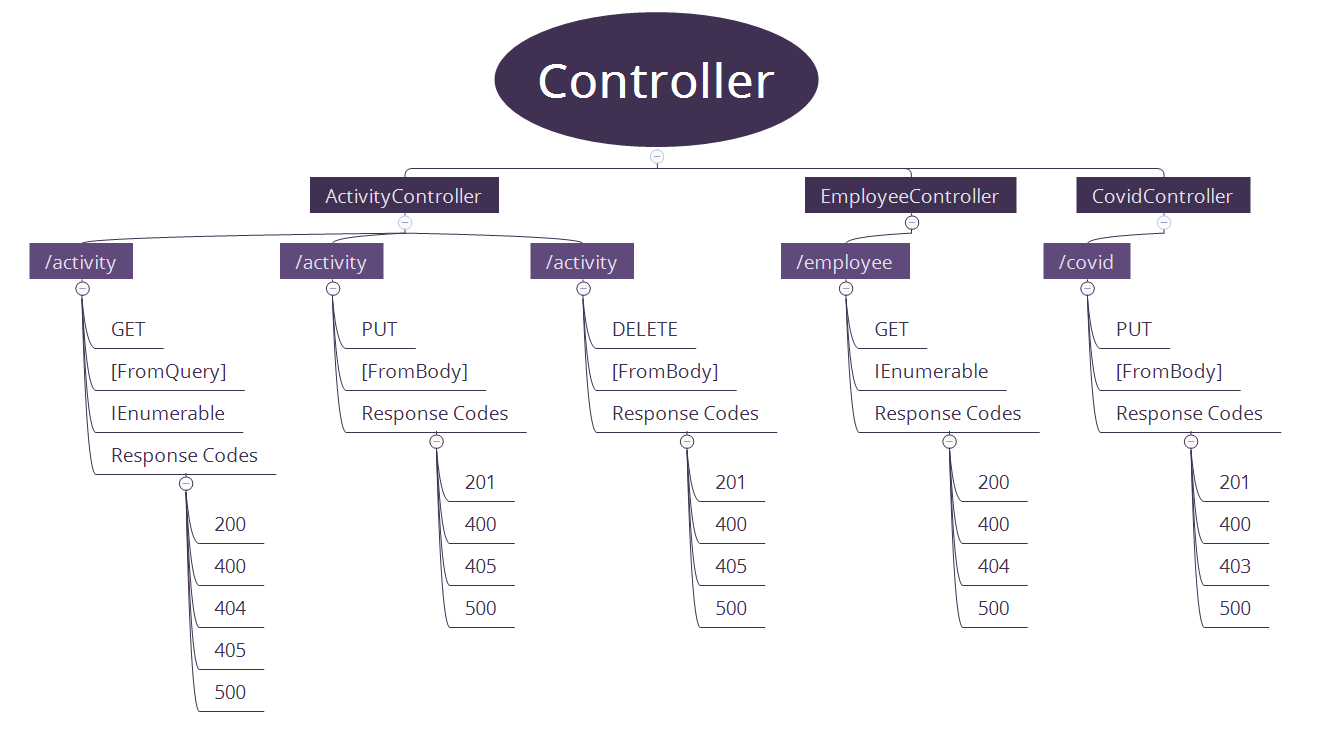 Controller
ActivityController
EmployeeController
CovidController
/activity
/activity
/activity
/employee
/covid
GET
[FromQuery]
IEnumerable
Response Codes
200
400
404
405
500
PUT
[FromBody]
Response Codes
201
400
405
500
DELETE
[FromBody]
Response Codes
201
400
405
500
GET
IEnumerable
Response Codes
200
400
404
500
PUT
[FromBody]
Response Codes
201
400
403
500